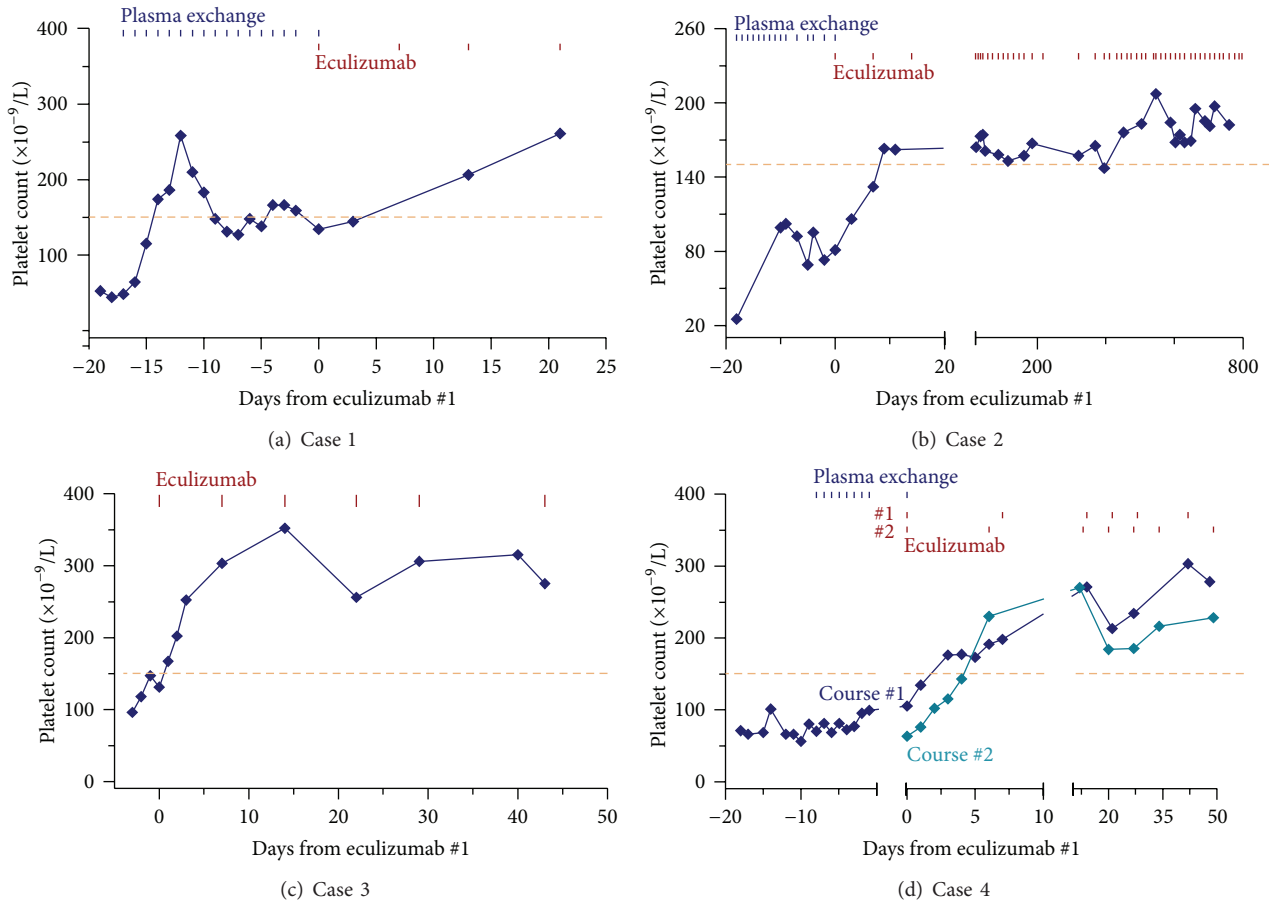 Plasma exchange
Eculizumab
400
300
200
100
Platelet count (×10⁻⁹/L)
−20 −15 −10 −5 0 5 10 15 20 25
Days from eculizumab #1
(a) Case 1
Plasma exchange
Eculizumab
260
200
140
80
20
Platelet count (×10⁻⁹/L)
−20 0 20 200 800
Days from eculizumab #1
(b) Case 2
Eculizumab
400
300
200
100
0
Platelet count (×10⁻⁹/L)
0 10 20 30 40 50
Days from eculizumab #1
(c) Case 3
Plasma exchange
#1
#2
Eculizumab
400
300
200
100
0
Platelet count (×10⁻⁹/L)
Course #1
Course #2
−20 −10 0 5 10 20 35 50
Days from eculizumab #1
(d) Case 4